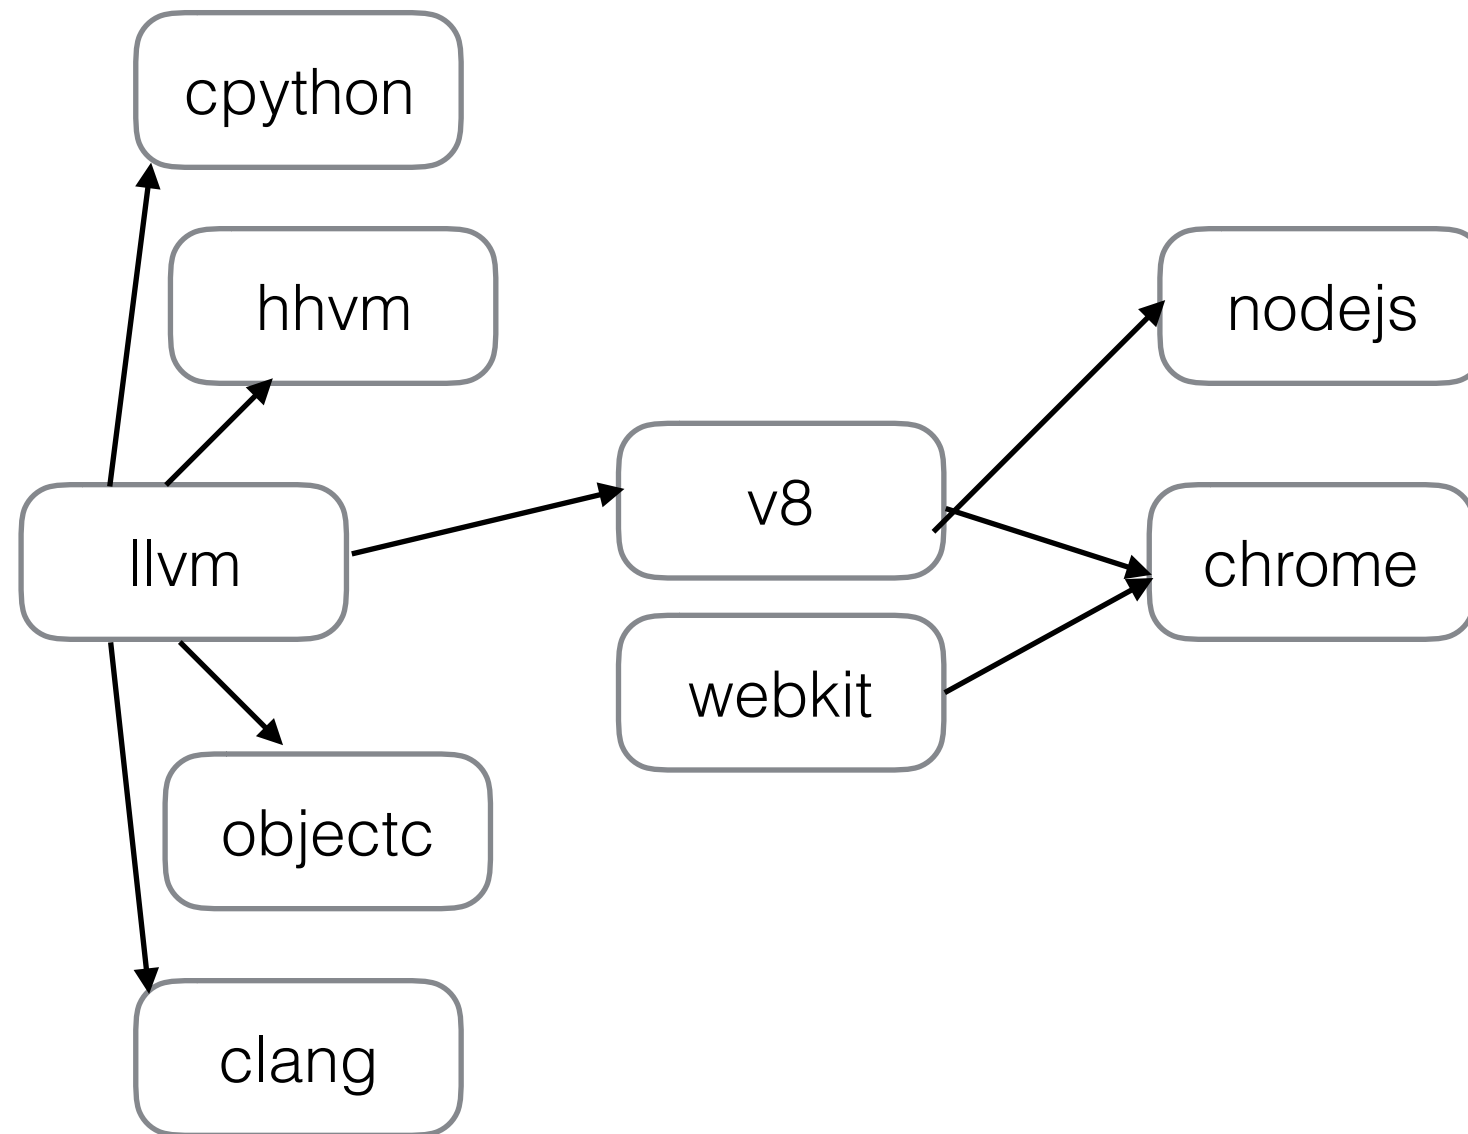 cpython
hhvm
nodejs
v8
llvm
chrome
webkit
objectc
clang